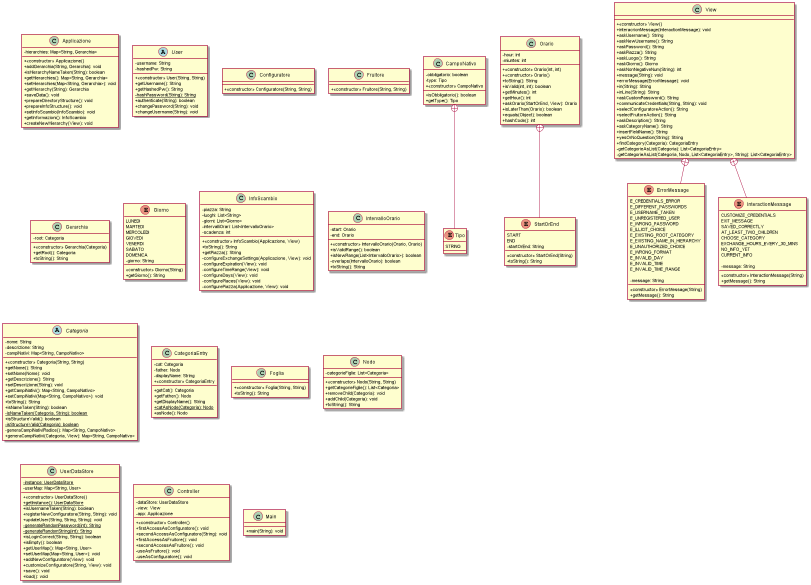 Applicazione
-hierarchies: Map<String, Gerarchia>
+«constructor» Applicazione()
+addGerarchia(String, Gerarchia): void
+isHierarchyNameTaken(String): boolean
+getHierarchies(): Map<String, Gerarchia>
+setHierarchies(Map<String, Gerarchia>): void
+getHierarchy(String): Gerarchia
+saveData(): void
+prepareDirectoryStructure(): void
+prepareInfoStructure(): void
+setInfoScambio(InfoScambio): void
+getInformazioni(): InfoScambio
+createNewHierarchy(View): void
User
-username: String
-hashedPw: String
+«constructor» User(String, String)
+getUsername(): String
+getHashedPw(): String
+hashPassword(String): String
+authenticate(String): boolean
+changePassword(String): void
+changeUsername(String): void
Configuratore
+«constructor» Configuratore(String, String)
Fruitore
+«constructor» Fruitore(String, String)
CampoNativo
-obbligatorio: boolean
-type: Tipo
+«constructor» CampoNativo
+isObbligatorio(): boolean
+getType(): Tipo
Orario
-hour: int
-minutes: int
+«constructor» Orario(int, int)
+«constructor» Orario()
+toString(): String
+isValid(int, int): boolean
+getMinutes(): int
+getHour(): int
+askOrario(StartOrEnd, View): Orario
+isLaterThan(Orario): boolean
+equals(Object): boolean
+hashCode(): int
View
+«constructor» View()
+interactionMessage(InteractionMessage): void
+askUsername(): String
+askNewUsername(): String
+askPassword(): String
+askPiazza(): String
+askLuogo(): String
+askGiorno(): Giorno
+askNonNegativeNum(String): int
+message(String): void
+errorMessage(ErrorMessage): void
+in(String): String
+inLine(String): String
+askCustomPassword(): String
+communicateCredentials(String, String): void
+selectConfiguratoreAction(): String
+selectFruitoreAction(): String
+askDescription(): String
+askCategoryName(): String
+insertFieldName(): String
+yesOrNoQuestion(String): String
+findCategory(Categoria): CategoriaEntry
-getCategorieAsList(Categoria): List<CategoriaEntry>
-getCategorieAsList(Categoria, Nodo, List<CategoriaEntry>, String): List<CategoriaEntry>
Gerarchia
-root: Categoria
+«constructor» Gerarchia(Categoria)
+getRoot(): Categoria
+toString(): String
Giorno
LUNEDI
MARTEDI
MERCOLEDI
GIOVEDI
VENERDI
SABATO
DOMENICA
-giorno: String
-«constructor» Giorno(String)
+getGiorno(): String
InfoScambio
-piazza: String
-luoghi: List<String>
-giorni: List<Giorno>
-intervalliOrari: List<IntervalloOrario>
-scadenza: int
+«constructor» InfoScambio(Applicazione, View)
+toString(): String
+getPiazza(): String
-configureExchangeSettings(Applicazione, View): void
-configureExpiration(View): void
-configureTimeRange(View): void
-configureDays(View): void
-configurePlaces(View): void
-configurePiazza(Applicazione, View): void
IntervalloOrario
-start: Orario
-end: Orario
+«constructor» IntervalloOrario(Orario, Orario)
+isValidRange(): boolean
+isNewRange(List<IntervalloOrario>): boolean
-overlaps(IntervalloOrario): boolean
+toString(): String
Tipo
STRING
StartOrEnd
START
END
-startOrEnd: String
-«constructor» StartOrEnd(String)
+toString(): String
ErrorMessage
E_CREDENTIALS_ERROR
E_DIFFERENT_PASSWORDS
E_USERNAME_TAKEN
E_UNREGISTERED_USER
E_WRONG_PASSWORD
E_ILLICIT_CHOICE
E_EXISTING_ROOT_CATEGORY
E_EXISTING_NAME_IN_HIERARCHY
E_UNAUTHORIZED_CHOICE
E_WRONG_FORMAT
E_INVALID_DAY
E_INVALID_TIME
E_INVALID_TIME_RANGE
-message: String
-«constructor» ErrorMessage(String)
+getMessage(): String
InteractionMessage
CUSTOMIZE_CREDENTIALS
EXIT_MESSAGE
SAVED_CORRECTLY
AT_LEAST_TWO_CHILDREN
CHOOSE_CATEGORY
EXCHANGE_HOURS_EVERY_30_MINS
NO_INFO_YET
CURRENT_INFO
-message: String
-«constructor» InteractionMessage(String)
+getMessage(): String
Categoria
-nome: String
-descrizione: String
-campiNativi: Map<String, CampoNativo>
+«constructor» Categoria(String, String)
+getNome(): String
+setNome(Nome): void
+getDescrizione(): String
+setDescrizione(String): void
+getCampiNativi(): Map<String, CampoNativo>
+setCampiNativi(Map<String, CampoNativo>): void
+toString(): String
+isNameTaken(String): boolean
-isNameTaken(Categoria, String): boolean
+isStructureValid(): boolean
-isStructureValid(Categoria): boolean
-generaCampiNativiRadice(): Map<String, CampoNativo>
+generaCampiNativi(Categoria, View): Map<String, CampoNativo>
CategoriaEntry
-cat: Categoria
-father: Nodo
-displayName: String
+«constructor» CategoriaEntry
+getCat(): Categoria
+getFather(): Nodo
+getDisplayName(): String
+catAsNodo(Categoria): Nodo
+asNodo(): Nodo
Foglia
+«constructor» Foglia(String, String)
+toString(): String
Nodo
-categorieFiglie: List<Categoria>
+«constructor» Nodo(String, String)
+getCategorieFiglie(): List<Categoria>
+removeChild(Categoria): void
+addChild(Categoria): void
+toString(): String
UserDataStore
-instance: UserDataStore
-userMap: Map<String, User>
+«constructor» UserDataStore()
+getInstance(): UserDataStore
+isUsernameTaken(String): boolean
+registerNewConfiguratore(String, String): void
+updateUser(String, String, String): void
-generateRandomPassword(int): String
-generateRandomString(int): String
+isLoginCorrect(String, String): boolean
+isEmpty(): boolean
+getUserMap(): Map<String, User>
+setUserMap(Map<String, User>): void
+addNewConfiguratore(View): void
+customizeConfiguratore(String, View): void
+save(): void
+load(): void
Controller
-dataStore: UserDataStore
-view: View
-app: Applicazione
+«constructor» Controller()
+firstAccessAsConfiguratore(): void
+secondAccessAsConfiguratore(String): void
+firstAccessAsFruitore(): void
+secondAccessAsFruitore(): void
-useAsFruitore(): void
-useAsConfiguratore(): void
Main
+main(String): void